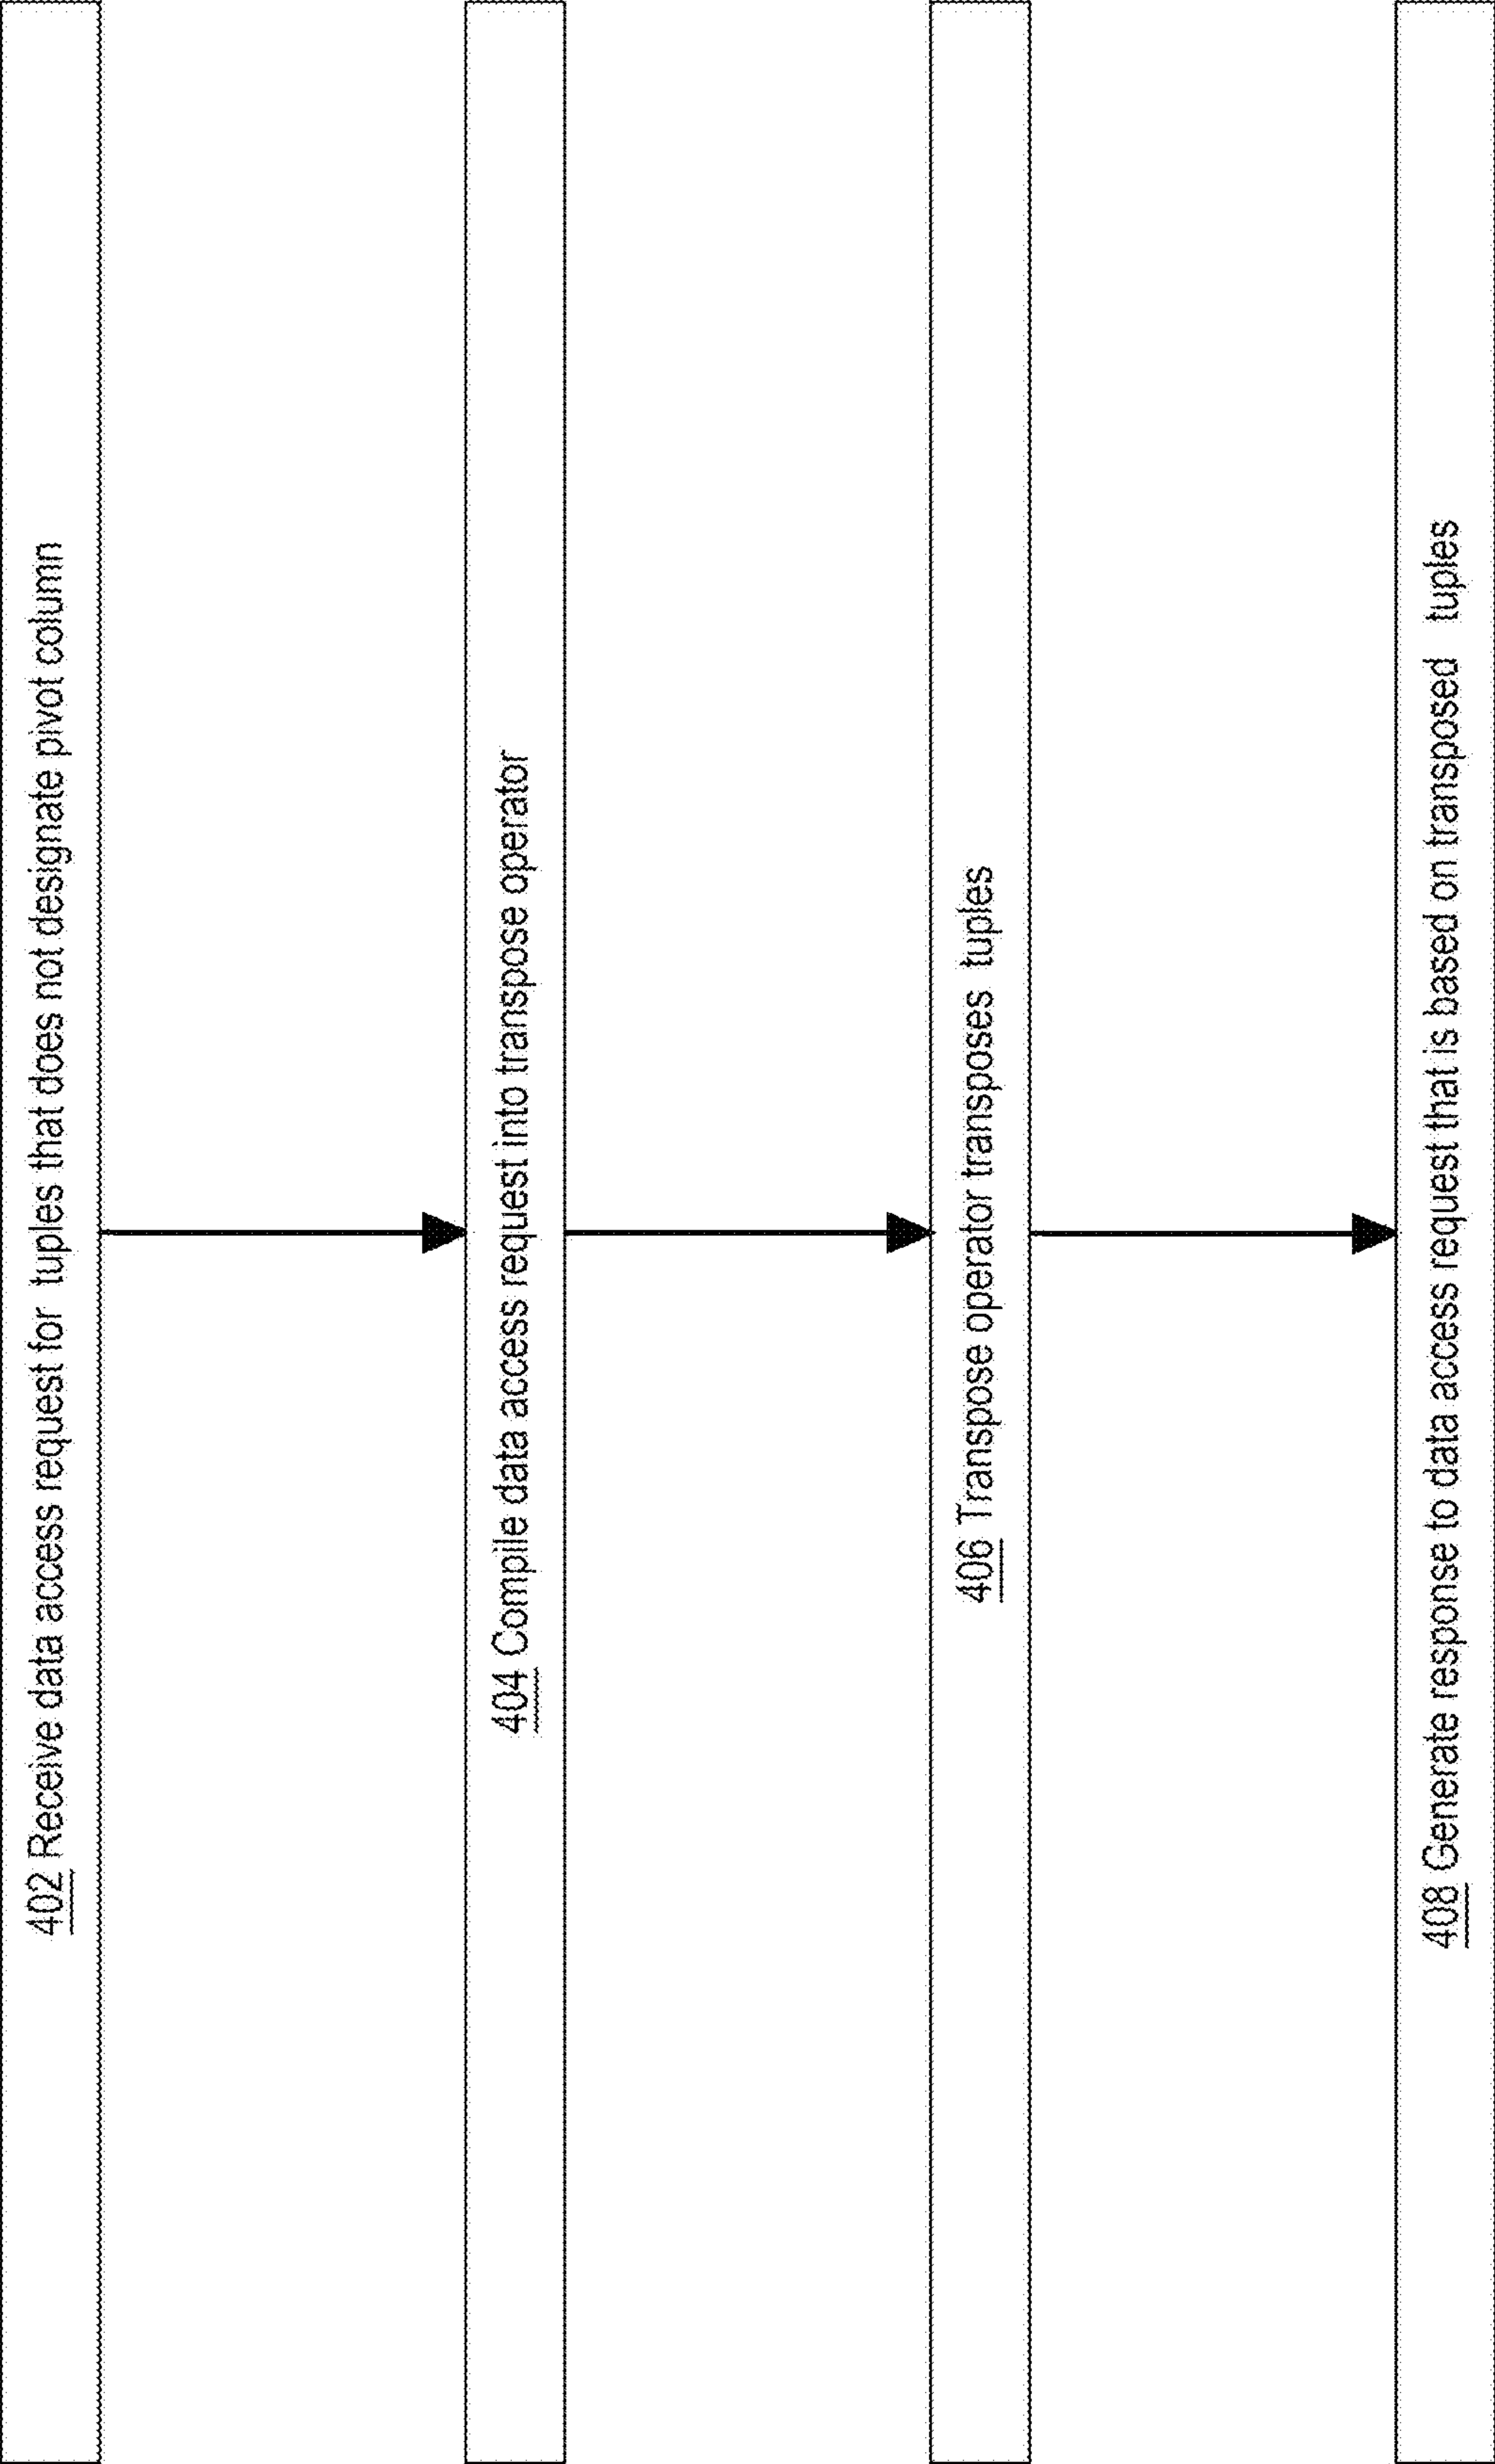 402 Receive data access request for tuples that does not designate pivot column
404 Compile data access request into transpose operator
406 Transpose operator transposes tuples
408 Generate response to data access request that is based on transposed tuples